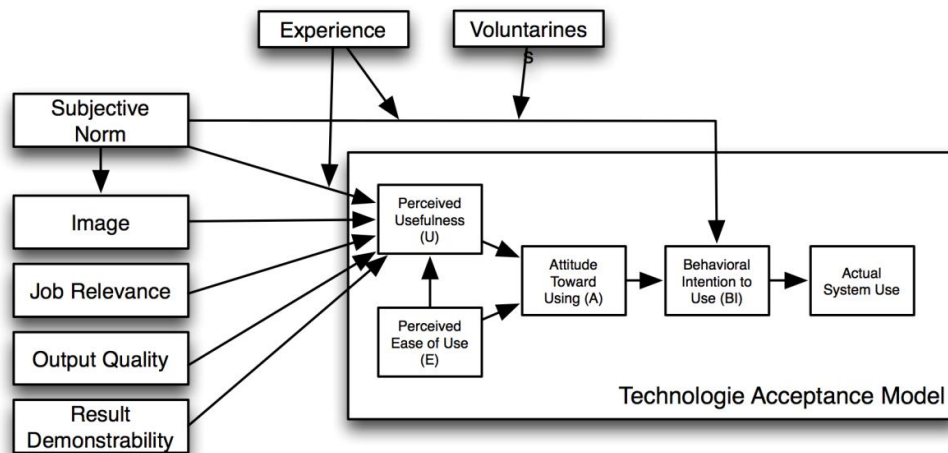 Experience
Voluntarines
s
Subjective
Norm
Image
Job Relevance
Output Quality
Result
Demonstrability
Perceived
Usefulness
(U)
Perceived
Ease of Use
(E)
Attitude
Toward
Using (A)
Behavioral
Intention to
Use (BI)
Actual
System Use
Technologie Acceptance Model